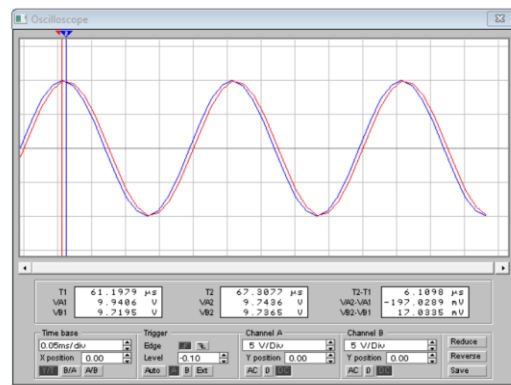 Oscilloscope
T1 61.1979 µs T2 67.3077 µs T2-T1 6.1098 µs
VA1 9.9406 V VA2 9.7436 V VA2-VA1 -197.0289 mV
VB1 9.7195 V VB2 9.7365 V VB2-VB1 17.0335 mV
Time base Trigger Channel A Channel B
0.05ms/div Edge 5 V/Div 5 V/Div Reduce
X position 0.00 Level -0.10 Y position 0.00 Y position 0.00 Reverse
Y/T B/A A/B Auto A B Ext AC 0 DC AC 0 DC Save